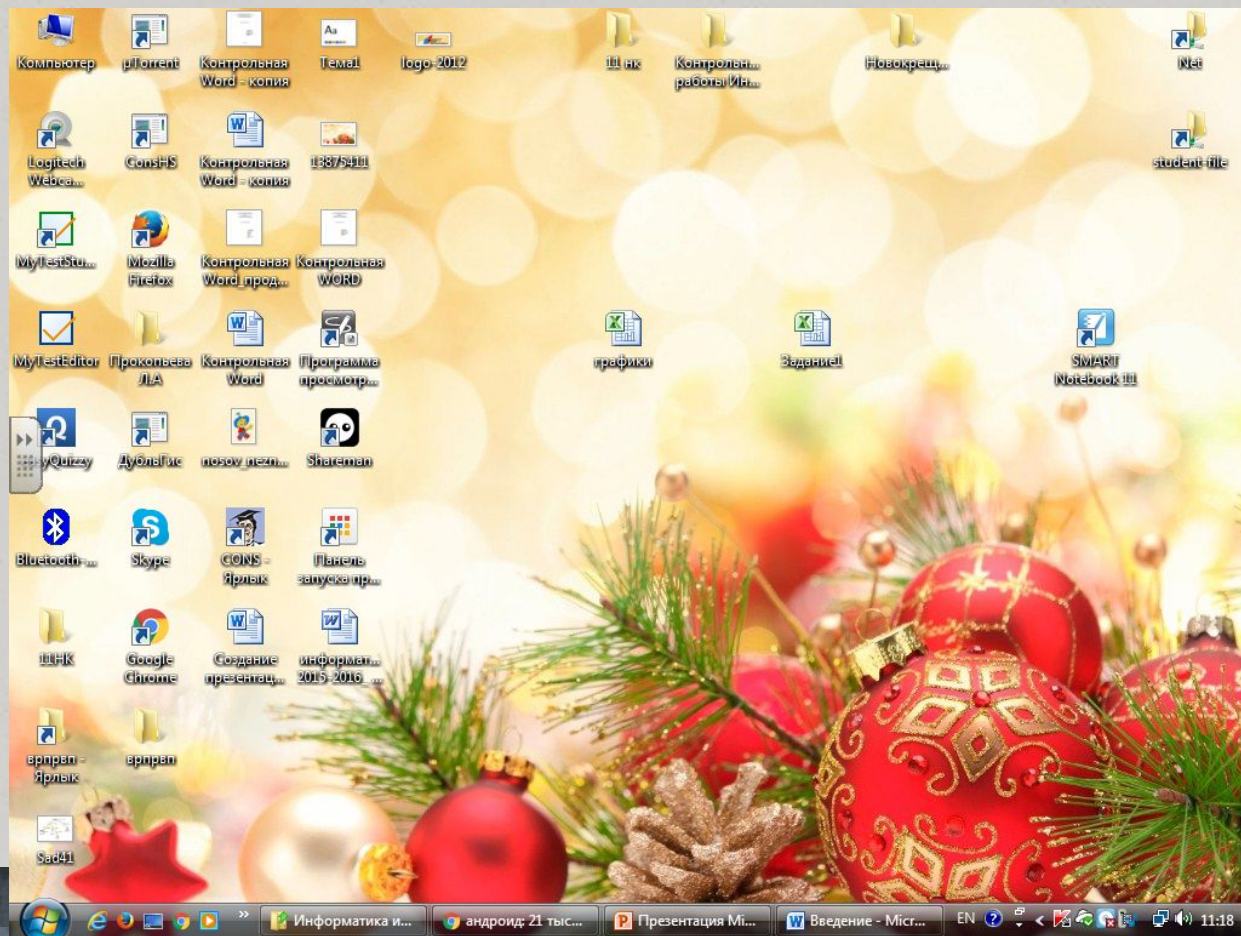 Компьютер
µTorrent
Контрольная
Word - копия
Тема1
logo-2012
11 нк
Контрольн...
работы Ин...
Новокрещ...
Net
Logitech
Webca...
ConsHS
Контрольная
Word - копия
13875411
student-file
MyTestStu...
Mozilla
Firefox
Контрольная
Word_прод...
Контрольная
WORD
MyTestEditor
Прокопьева
Л.А
Контрольная
Word
Программа
просмотр...
графики
Задание1
SMART
Notebook 11
syQuizzy
ДубльГис
nosov_nezn...
Shareman
Bluetooth-...
Skype
CONS -
Ярлык
Панель
запуска пр...
11НК
Google
Chrome
Создание
презентац...
информат...
2015-2016_...
врпрвп -
Ярлык
врпрвп
Sad41
Информатика и...
андроид: 21 тыс...
Презентация Mi...
Введение - Micr...
EN
11:18